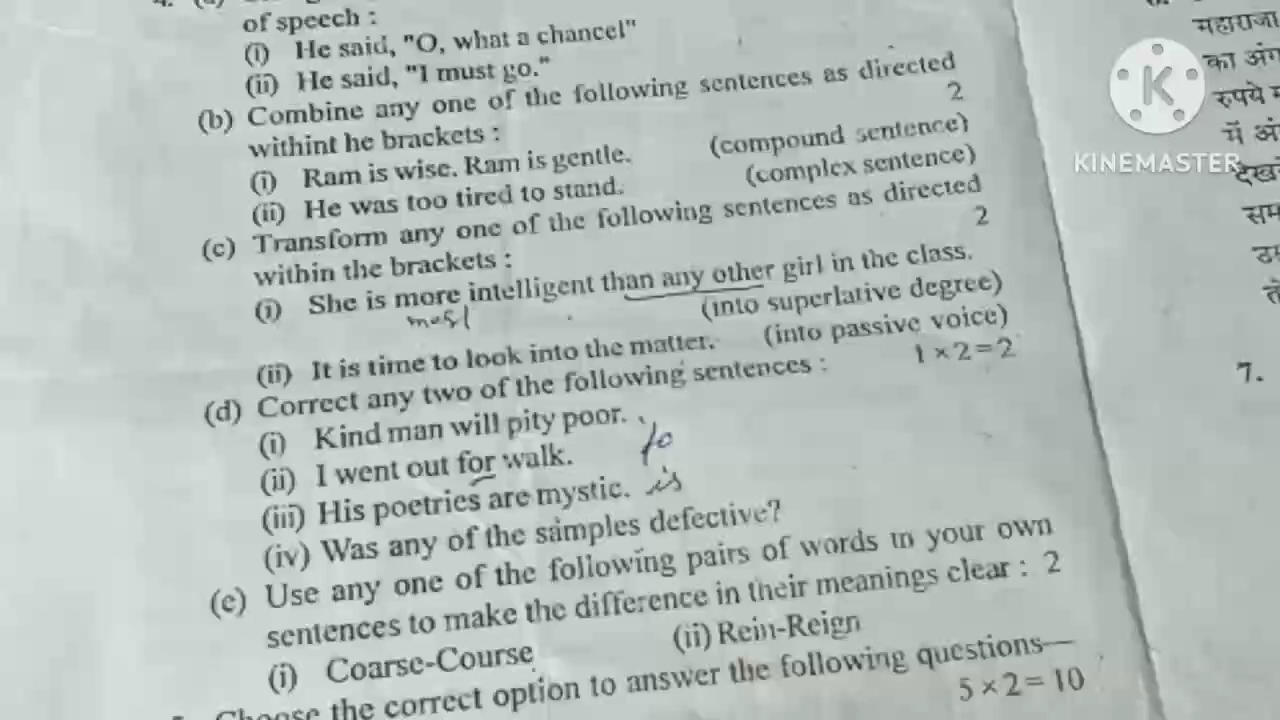 4. (a)
of speech :
(i) He said, "O, what a chance!"
(ii) He said, "I must go."
(b) Combine any one of the following sentences as directed
withint he brackets : 2
(i) Ram is wise. Ram is gentle. (compound sentence)
(ii) He was too tired to stand. (complex sentence)
(c) Transform any one of the following sentences as directed
within the brackets : 2
(i) She is more intelligent than any other girl in the class.
most (into superlative degree)
(ii) It is time to look into the matter. (into passive voice)
(d) Correct any two of the following sentences : 1×2=2
(i) Kind man will pity poor.
(ii) I went out for walk. to
(iii) His poetries are mystic. is
(iv) Was any of the samples defective?
(e) Use any one of the following pairs of words in your own
sentences to make the difference in their meanings clear : 2
(i) Coarse-Course (ii) Rein-Reign
Choose the correct option to answer the following questions—
5×2=10
महाराजा
का अंग
रुपये
में अं
देख
सम
7.
KINEMASTER